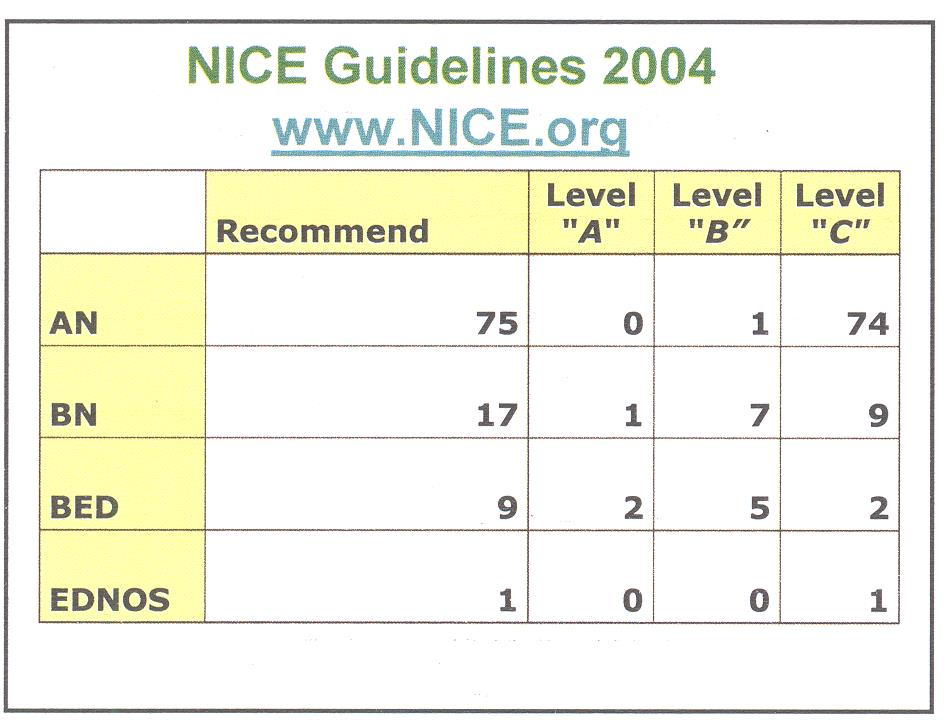 NICE Guidelines 2004
www.NICE.org
Recommend Level "A" Level "B" Level "C"
AN 75 0 1 74
BN 17 1 7 9
BED 9 2 5 2
EDNOS 1 0 0 1